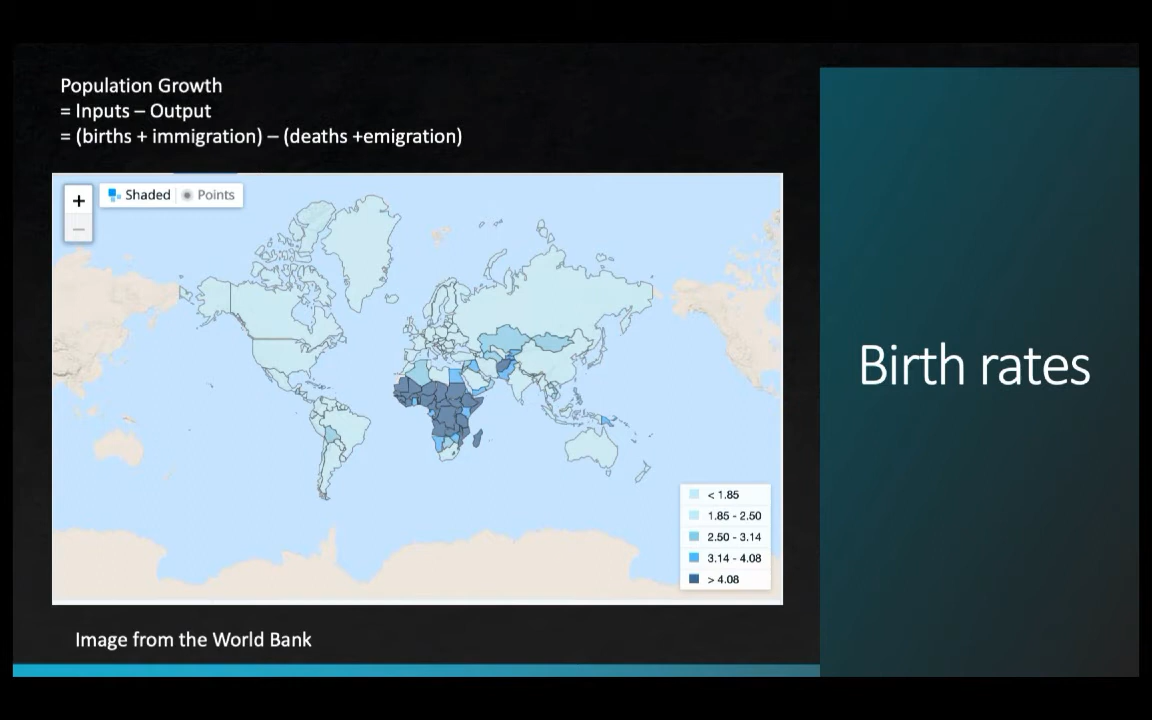 Population Growth
= Inputs – Output
= (births + immigration) – (deaths +emigration)
+
Shaded
Points
–
< 1.85
1.85 - 2.50
2.50 - 3.14
3.14 - 4.08
> 4.08
Image from the World Bank
Birth rates